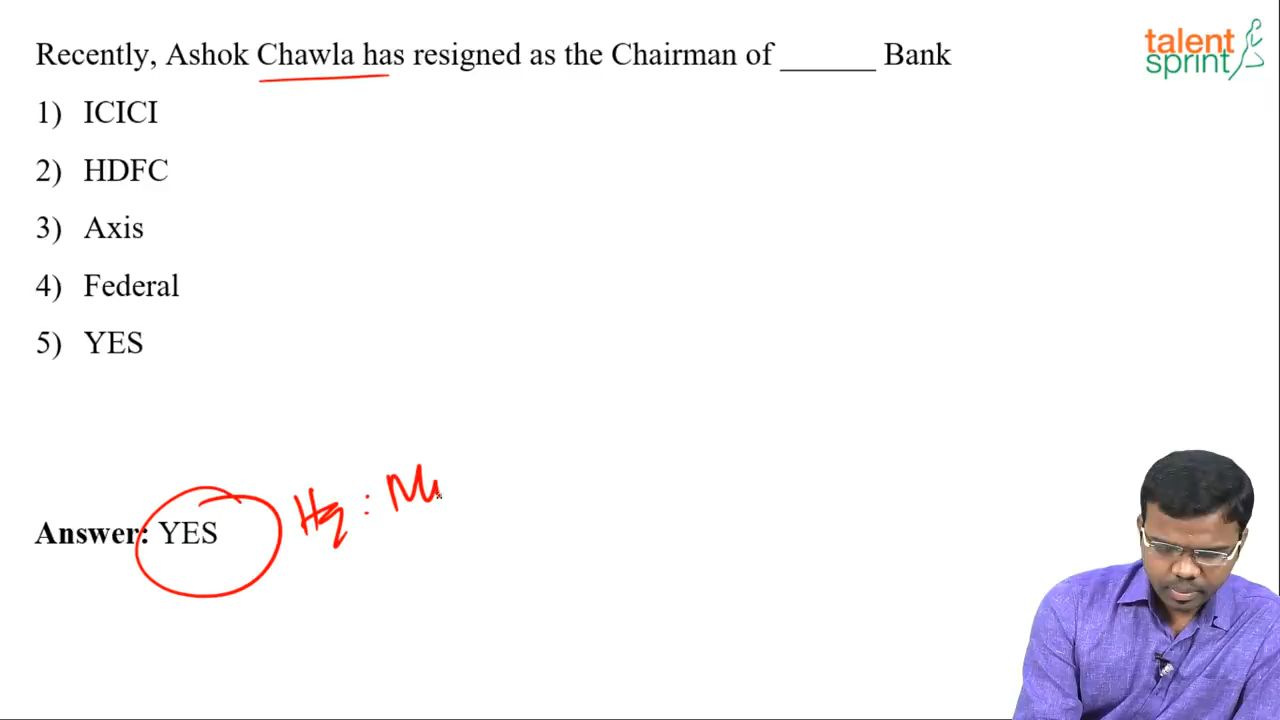 Recently, Ashok Chawla has resigned as the Chairman of ______ Bank
talent
sprint
1) ICICI
2) HDFC
3) Axis
4) Federal
5) YES
Answer: YES